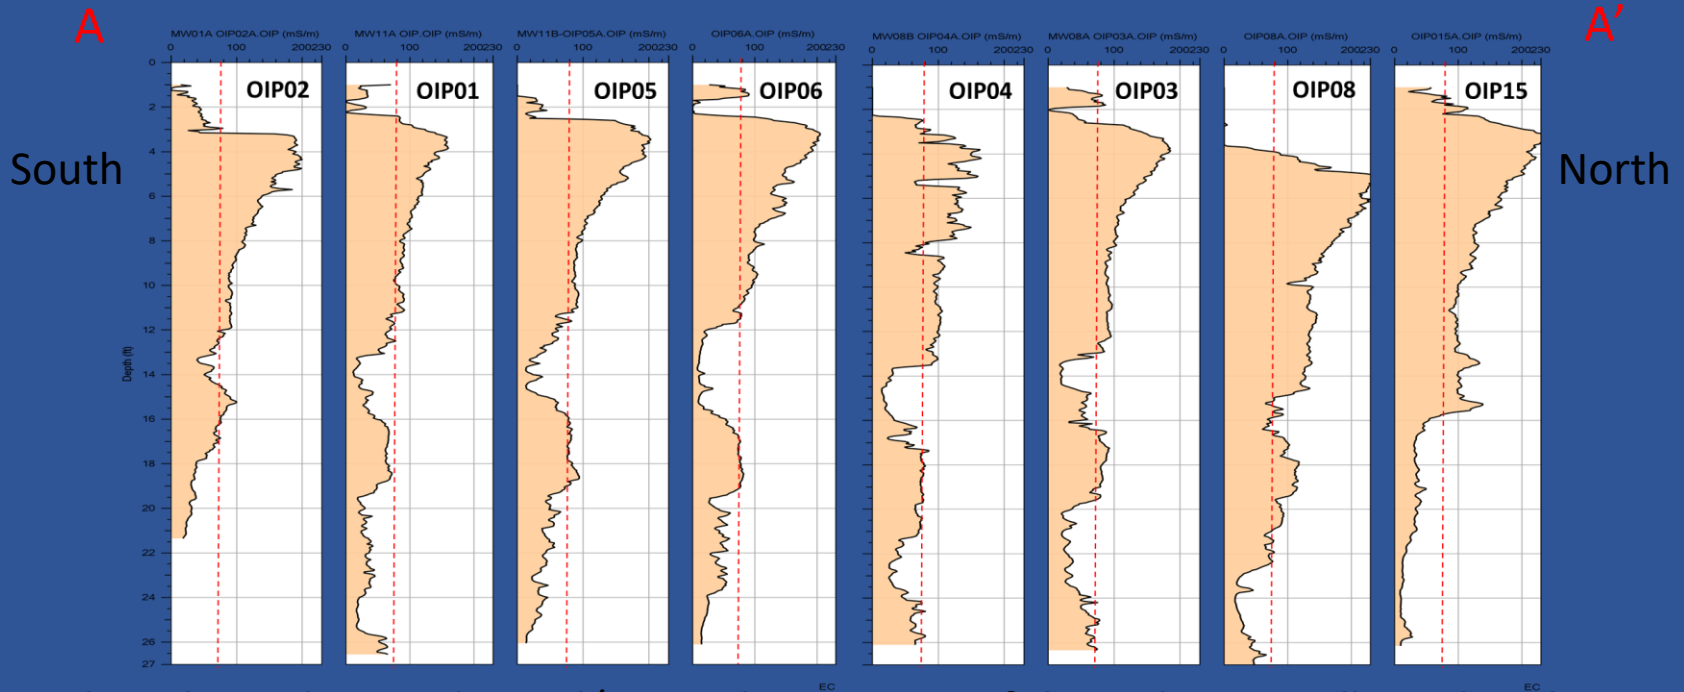 A
A′
MW01A OIP02A.OIP (mS/m)
MW11A OIP.OIP (mS/m)
MW11B-OIP05A.OIP (mS/m)
OIP06A.OIP (mS/m)
MW08B OIP04A.OIP (mS/m)
MW08A OIP03A.OIP (mS/m)
OIP08A.OIP (mS/m)
OIP015A.OIP (mS/m)
0 100 200230
0 100 200230
0 100 200230
0 100 200230
0 100 200230
0 100 200230
0 100 200230
0 100 200230
OIP02
OIP01
OIP05
OIP06
OIP04
OIP03
OIP08
OIP15
South
North
Depth (ft)
0
2
4
6
8
10
12
14
16
18
20
22
24
26
27
EC
EC